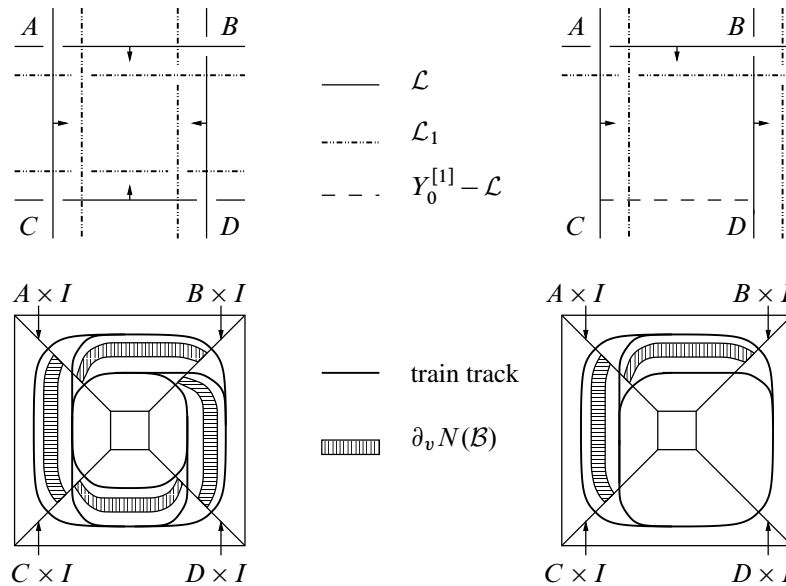 A B A B
ℒ
ℒ₁
Y₀^[1] − ℒ
C D C D
A × I B × I A × I B × I
train track
∂ᵥN(ℬ)
C × I D × I C × I D × I